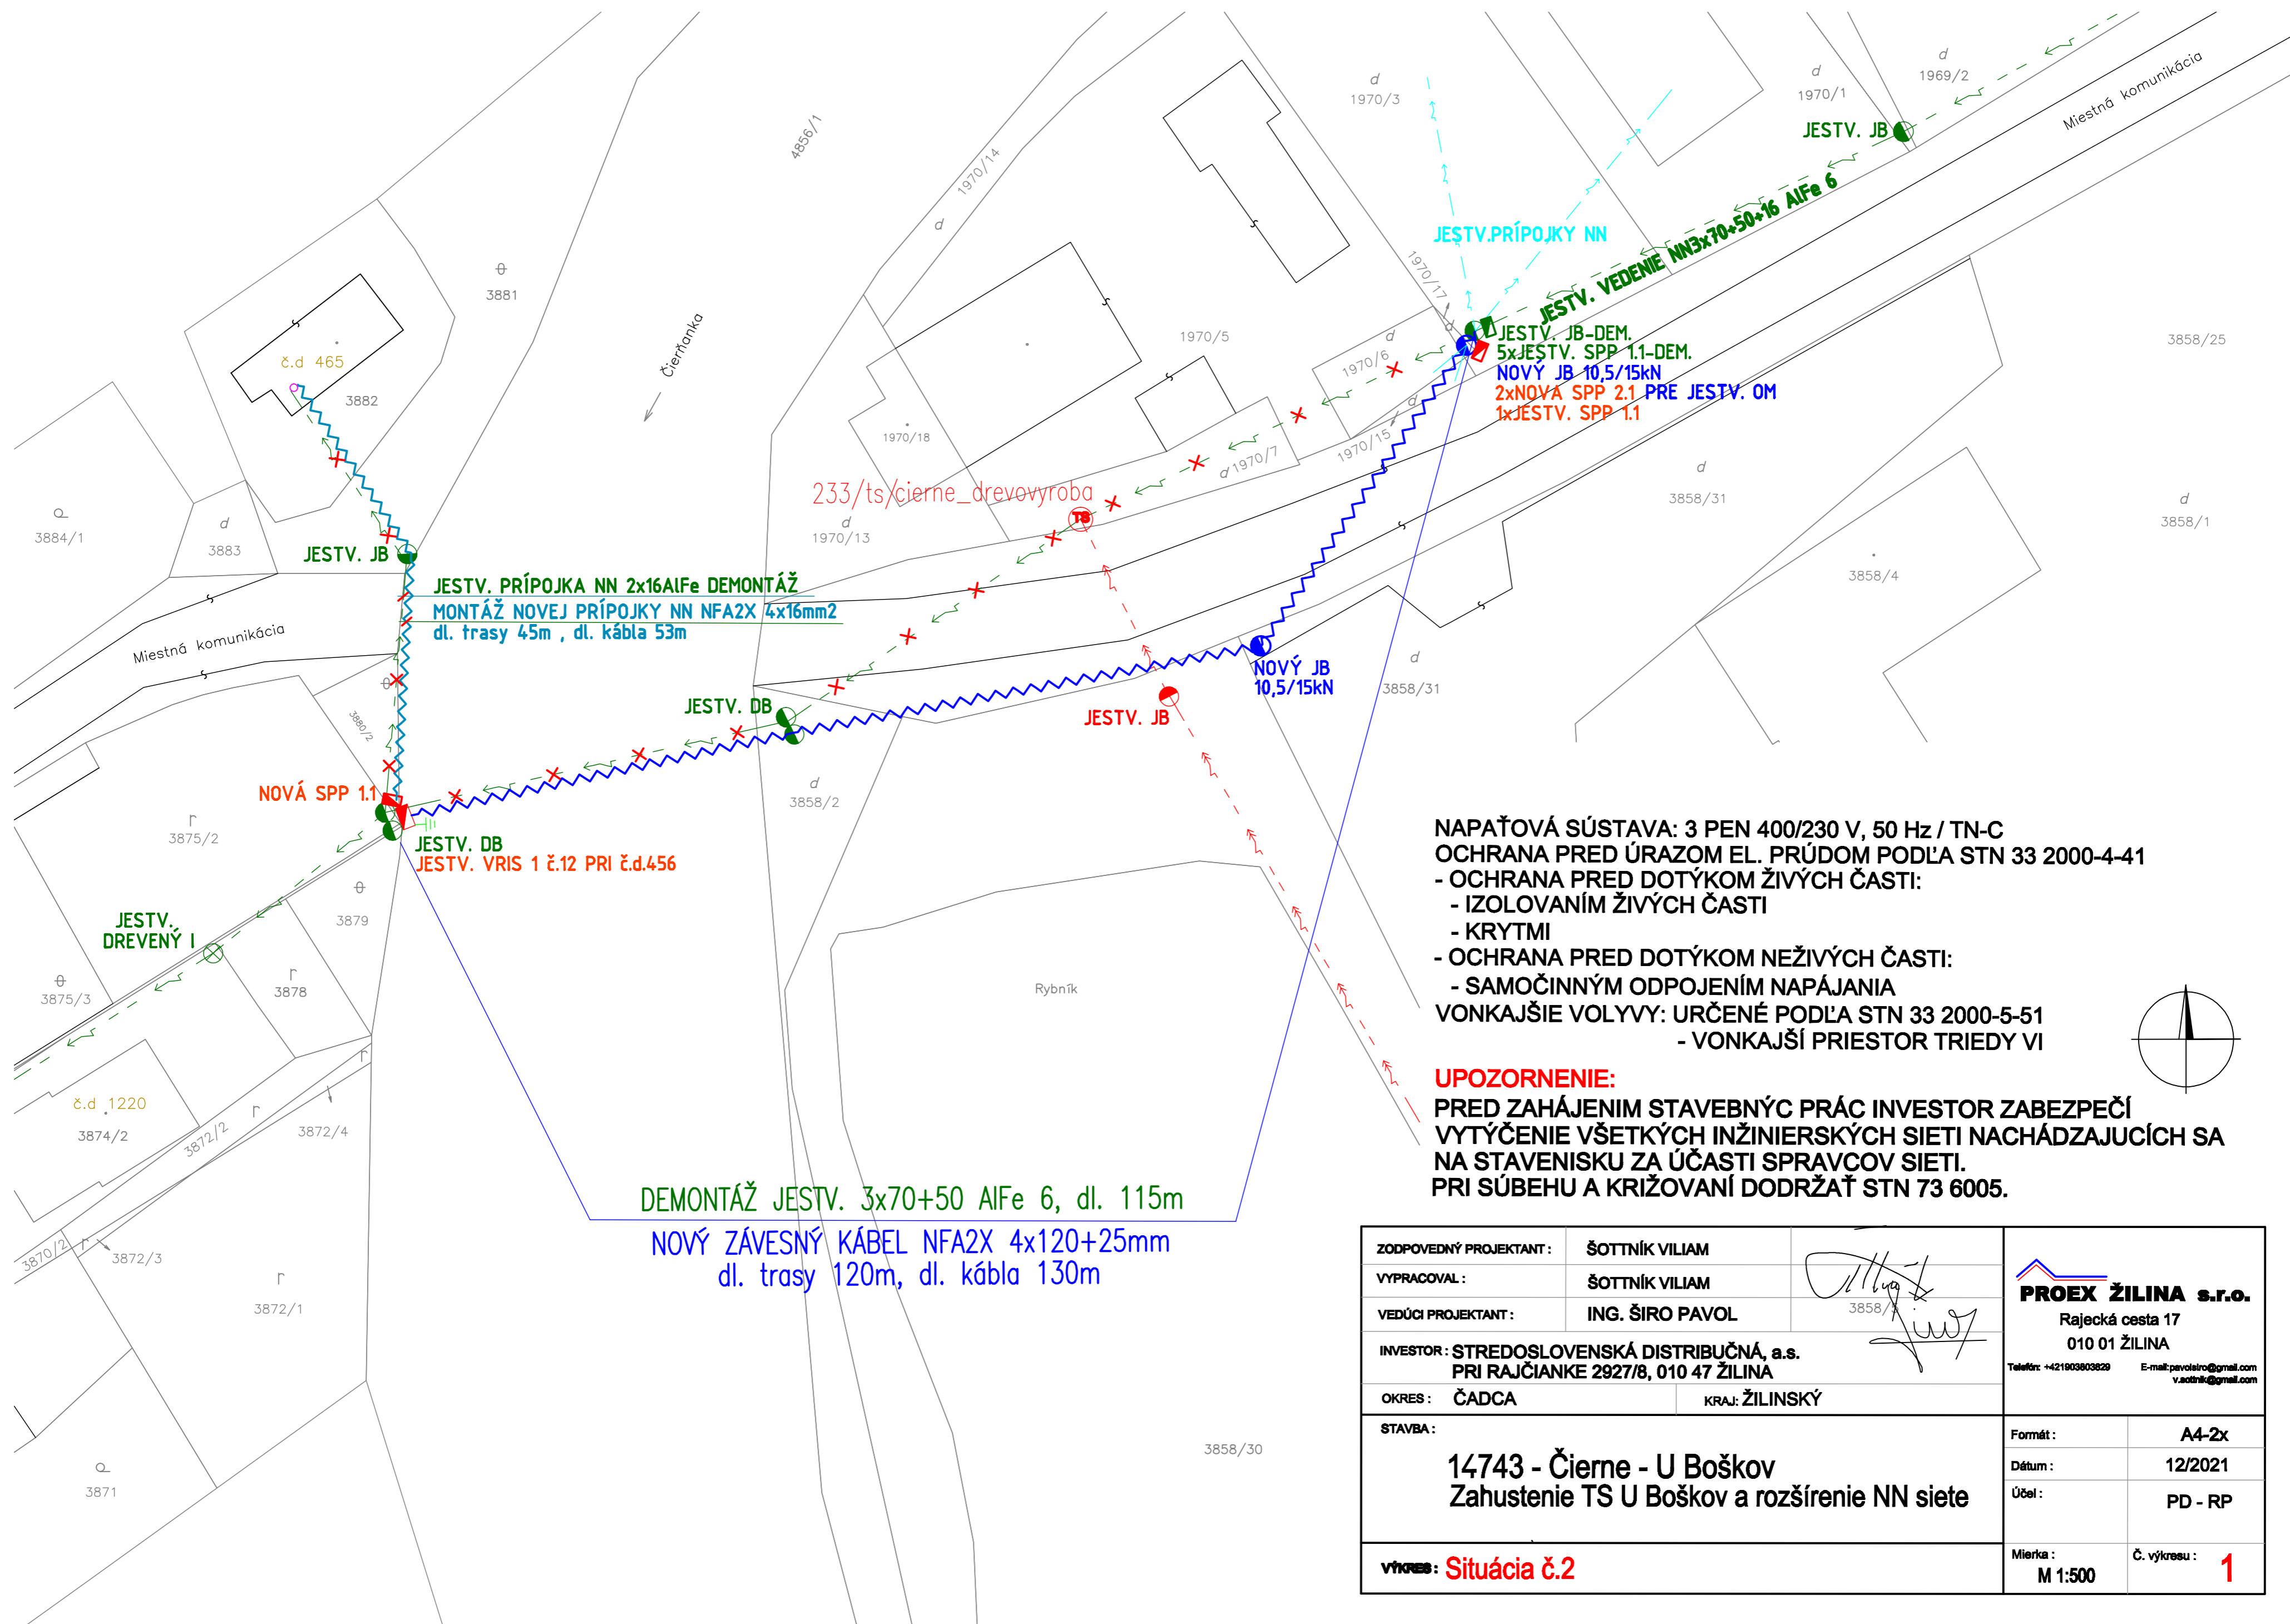 d
1969/2
d
1970/1
d
1970/3
Miestná komunikácia
JESTV. JB
4856/1
1970/14
d
JESTV. VEDENIE NN3x70+50+16 AlFe 6
JESTV.PRÍPOJKY NN
1970/17
3881
Čierňanka
1970/5
d
d
1970/6
JESTV. JB-DEM.
5xJESTV. SPP 1.1-DEM.
NOVÝ JB 10,5/15kN
2xNOVÁ SPP 2.1 PRE JESTV. OM
1xJESTV. SPP 1.1
3858/25
č.d 465
3882
1970/18
d
1970/15
d 1970/7
233/ts/cierne_drevovyroba
TS
d
1970/13
d
3858/31
d
3858/1
3884/1
d
3883
JESTV. JB
3858/4
JESTV. PRÍPOJKA NN 2x16AlFe DEMONTÁŽ
MONTÁŽ NOVEJ PRÍPOJKY NN NFA2X 4x16mm2
dl. trasy 45m , dl. kábla 53m
Miestná komunikácia
NOVÝ JB
10,5/15kN
d
3858/31
3880/2
JESTV. DB
JESTV. JB
NOVÁ SPP 1.1
d
3858/2
r
3875/2
JESTV. DB
JESTV. VRIS 1 č.12 PRI č.d.456
3879
JESTV.
DREVENÝ I
r
3878
3875/3
Rybník
č.d 1220
3874/2
r
r
3872/2
3872/4
3870/2
r
3872/3
r
3872/1
3871
3858/30
DEMONTÁŽ JESTV. 3x70+50 AlFe 6, dl. 115m
NOVÝ ZÁVESNÝ KÁBEL NFA2X 4x120+25mm
dl. trasy 120m, dl. kábla 130m
NAPAŤOVÁ SÚSTAVA: 3 PEN 400/230 V, 50 Hz / TN-C
OCHRANA PRED ÚRAZOM EL. PRÚDOM PODĽA STN 33 2000-4-41
- OCHRANA PRED DOTÝKOM ŽIVÝCH ČASTI:
- IZOLOVANÍM ŽIVÝCH ČASTI
- KRYTMI
- OCHRANA PRED DOTÝKOM NEŽIVÝCH ČASTI:
- SAMOČINNÝM ODPOJENÍM NAPÁJANIA
VONKAJŠIE VOLYVY: URČENÉ PODĽA STN 33 2000-5-51
- VONKAJŠÍ PRIESTOR TRIEDY VI
UPOZORNENIE:
PRED ZAHÁJENIM STAVEBNÝC PRÁC INVESTOR ZABEZPEČÍ
VYTÝČENIE VŠETKÝCH INŽINIERSKÝCH SIETI NACHÁDZAJUCÍCH SA
NA STAVENISKU ZA ÚČASTI SPRAVCOV SIETI.
PRI SÚBEHU A KRIŽOVANÍ DODRŽAŤ STN 73 6005.
ZODPOVEDNÝ PROJEKTANT : ŠOTTNÍK VILIAM
VYPRACOVAL : ŠOTTNÍK VILIAM
VEDÚCI PROJEKTANT : ING. ŠIRO PAVOL
INVESTOR : STREDOSLOVENSKÁ DISTRIBUČNÁ, a.s.
PRI RAJČIANKE 2927/8, 010 47 ŽILINA
OKRES : ČADCA
KRAJ: ŽILINSKÝ
PROEX ŽILINA s.r.o.
Rajecká cesta 17
010 01 ŽILINA
Telefón: +421903803829
E-mail:pavolsiro@gmail.com
v.sottnik@gmail.com
STAVBA :
14743 - Čierne - U Boškov
Zahustenie TS U Boškov a rozšírenie NN siete
Formát : A4-2x
Dátum : 12/2021
Účel : PD - RP
VÝKRES : Situácia č.2
Mierka :
M 1:500
Č. výkresu : 1